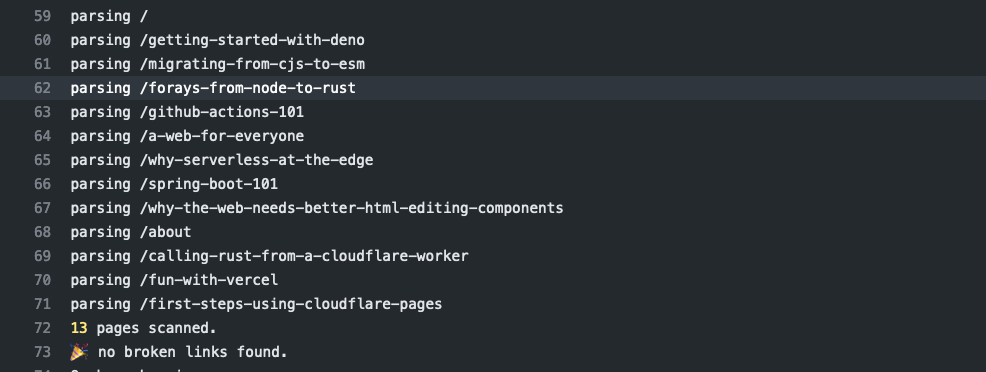 59 parsing /
60 parsing /getting-started-with-deno
61 parsing /migrating-from-cjs-to-esm
62 parsing /forays-from-node-to-rust
63 parsing /github-actions-101
64 parsing /a-web-for-everyone
65 parsing /why-serverless-at-the-edge
66 parsing /spring-boot-101
67 parsing /why-the-web-needs-better-html-editing-components
68 parsing /about
69 parsing /calling-rust-from-a-cloudflare-worker
70 parsing /fun-with-vercel
71 parsing /first-steps-using-cloudflare-pages
72 13 pages scanned.
73 🎉 no broken links found.